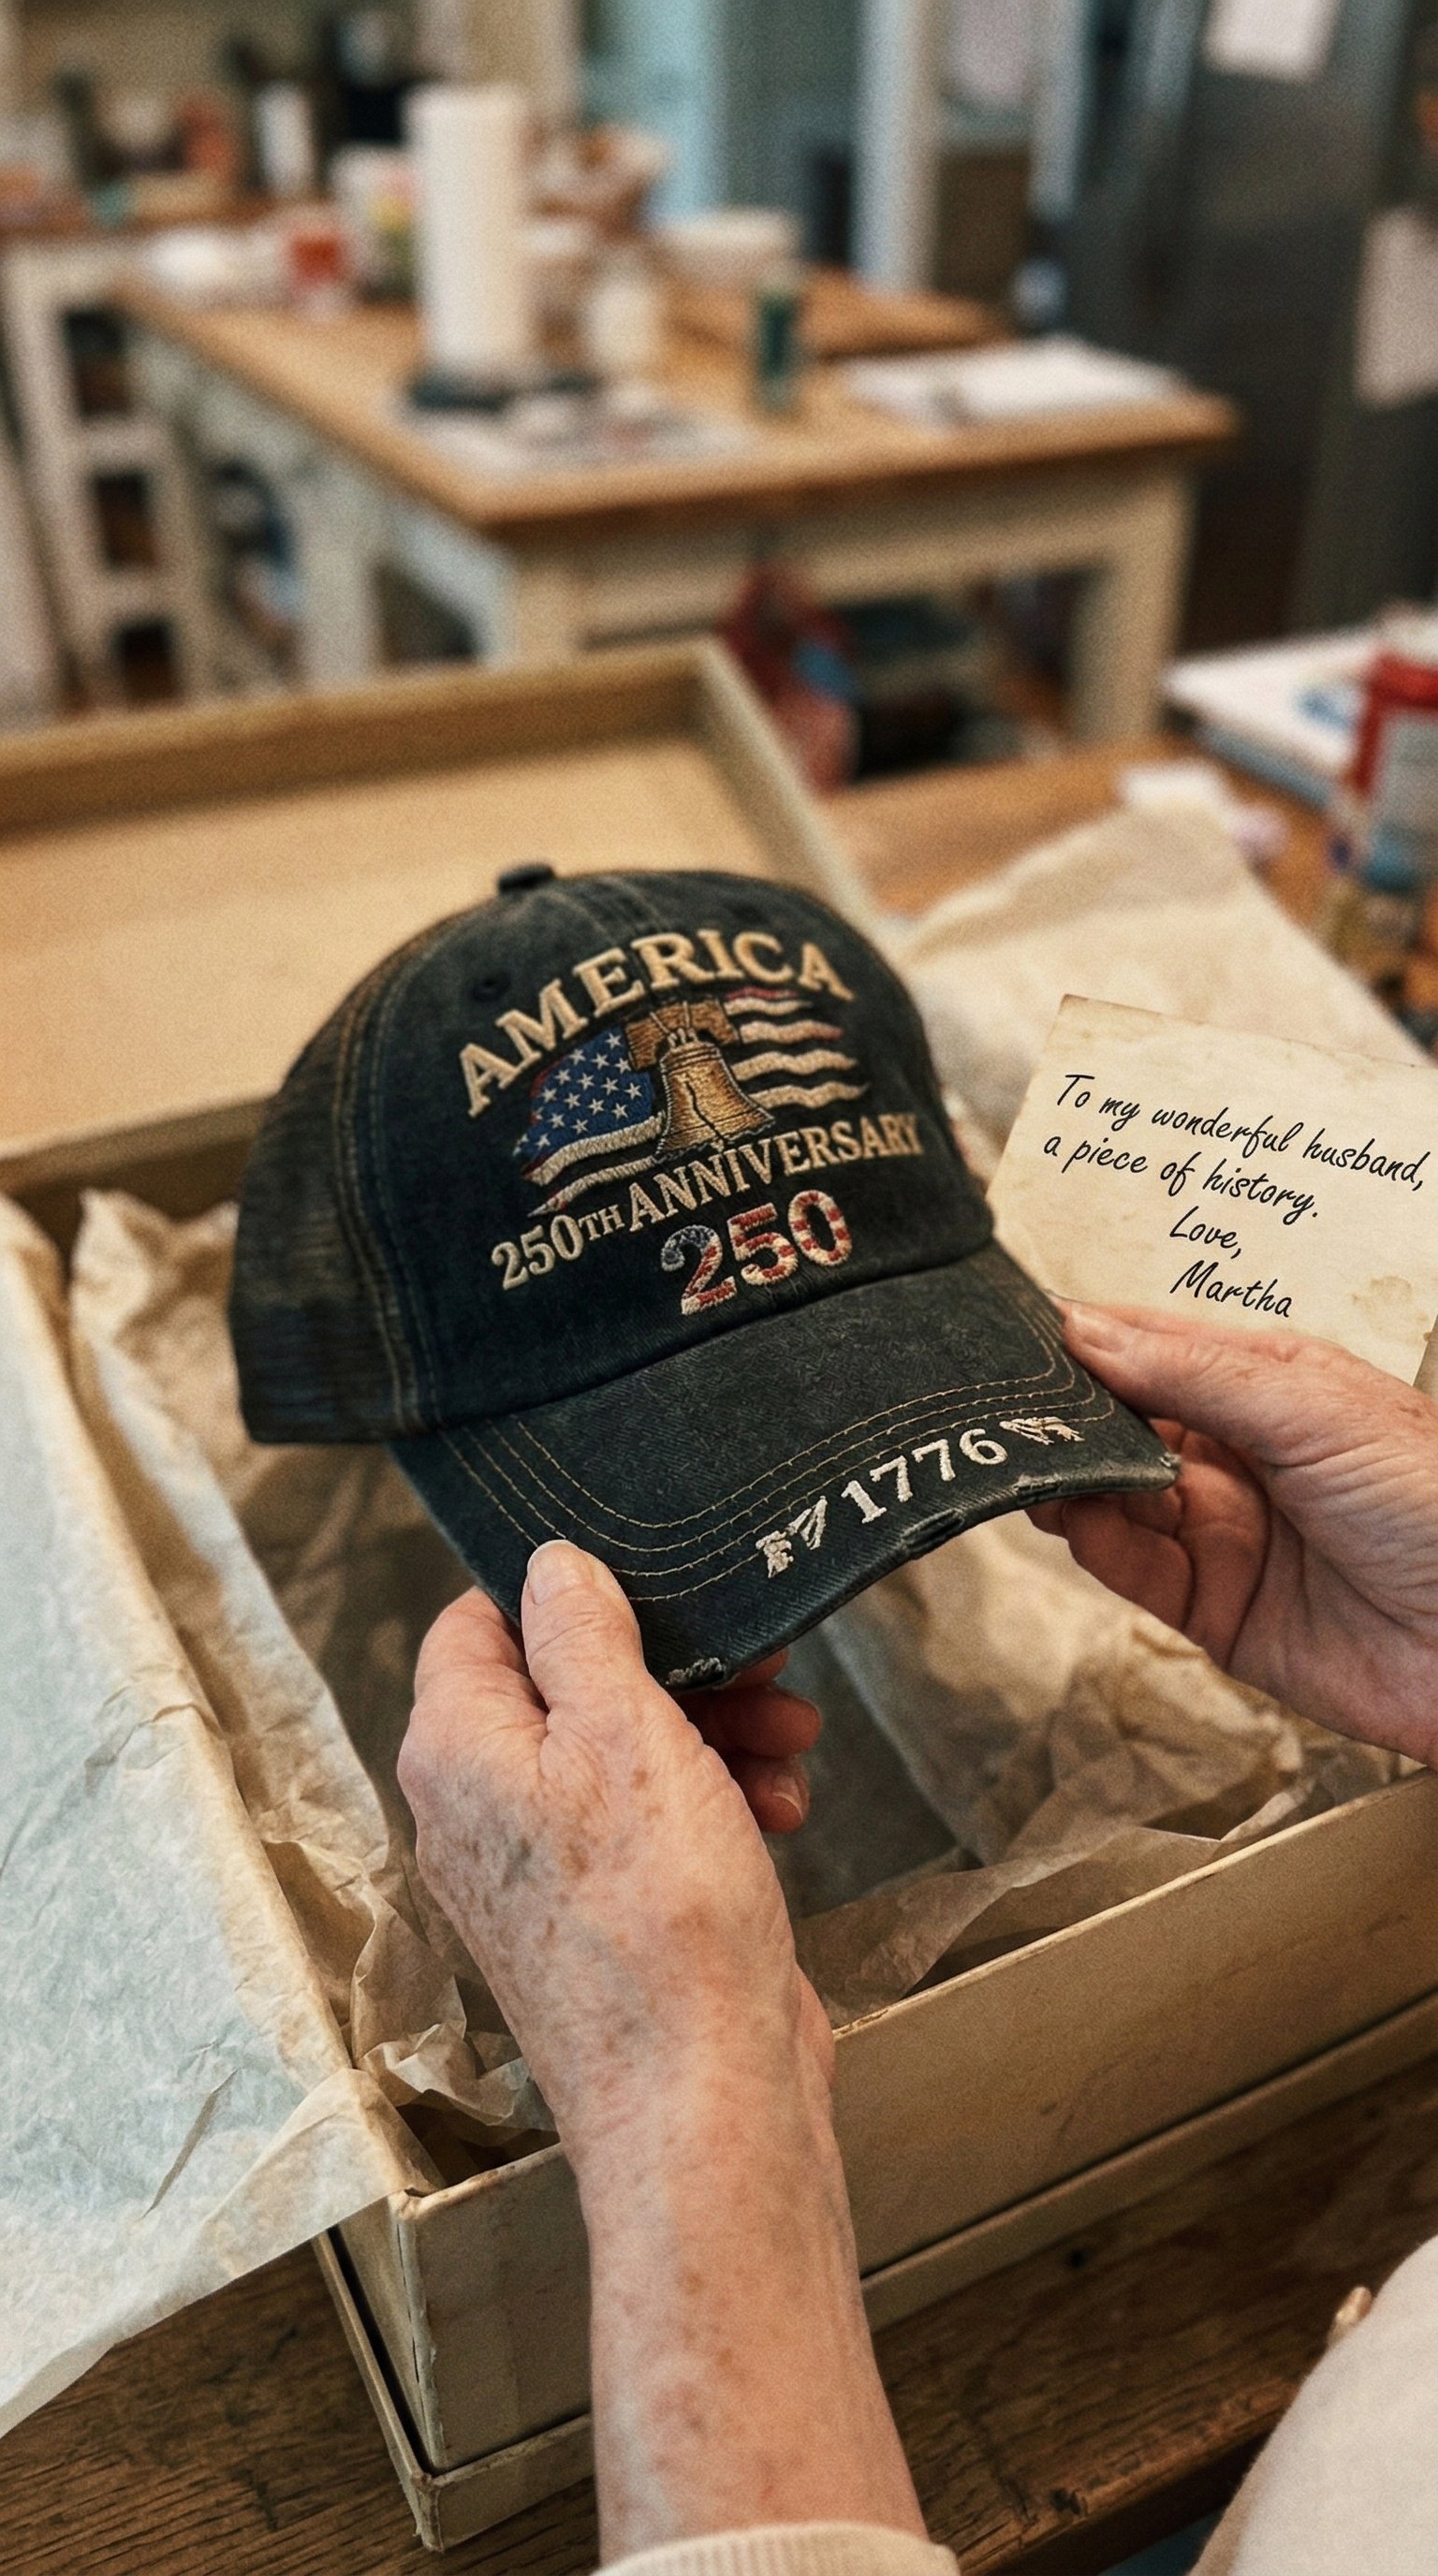 AMERICA
250TH ANNIVERSARY
250
1776
To my wonderful husband,
a piece of history.
Love,
Martha